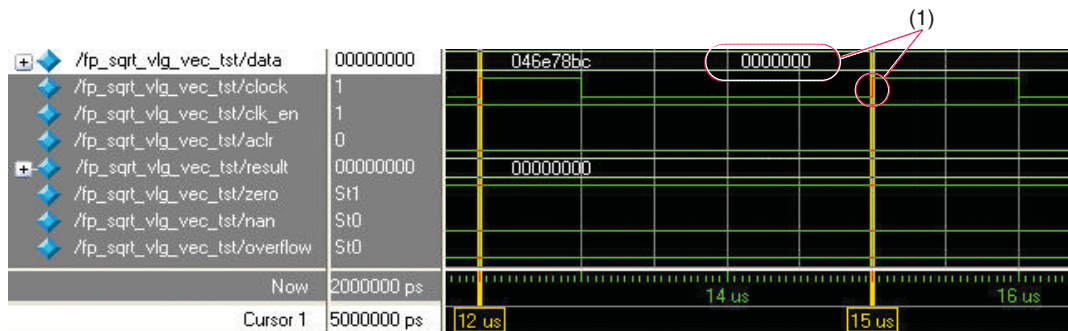 (1)
/fp_sqrt_vlg_vec_tst/data 00000000 046e78bc 0000000
/fp_sqrt_vlg_vec_tst/clock 1
/fp_sqrt_vlg_vec_tst/clk_en 1
/fp_sqrt_vlg_vec_tst/aclr 0
/fp_sqrt_vlg_vec_tst/result 00000000 00000000
/fp_sqrt_vlg_vec_tst/zero St1
/fp_sqrt_vlg_vec_tst/nan St0
/fp_sqrt_vlg_vec_tst/overflow St0
Now 2000000 ps 14 us 16 us
Cursor 1 5000000 ps 12 us 15 us